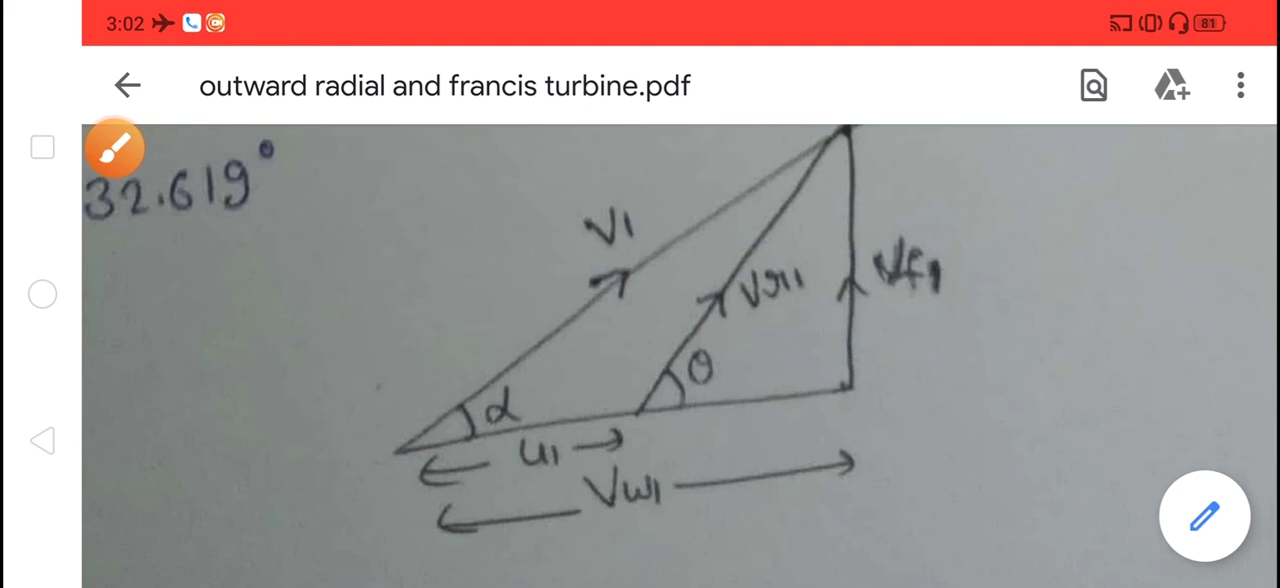 3:02 81
outward radial and francis turbine.pdf
32.619°
V1
Vr1
Vf1
θ
α
u1
Vw1